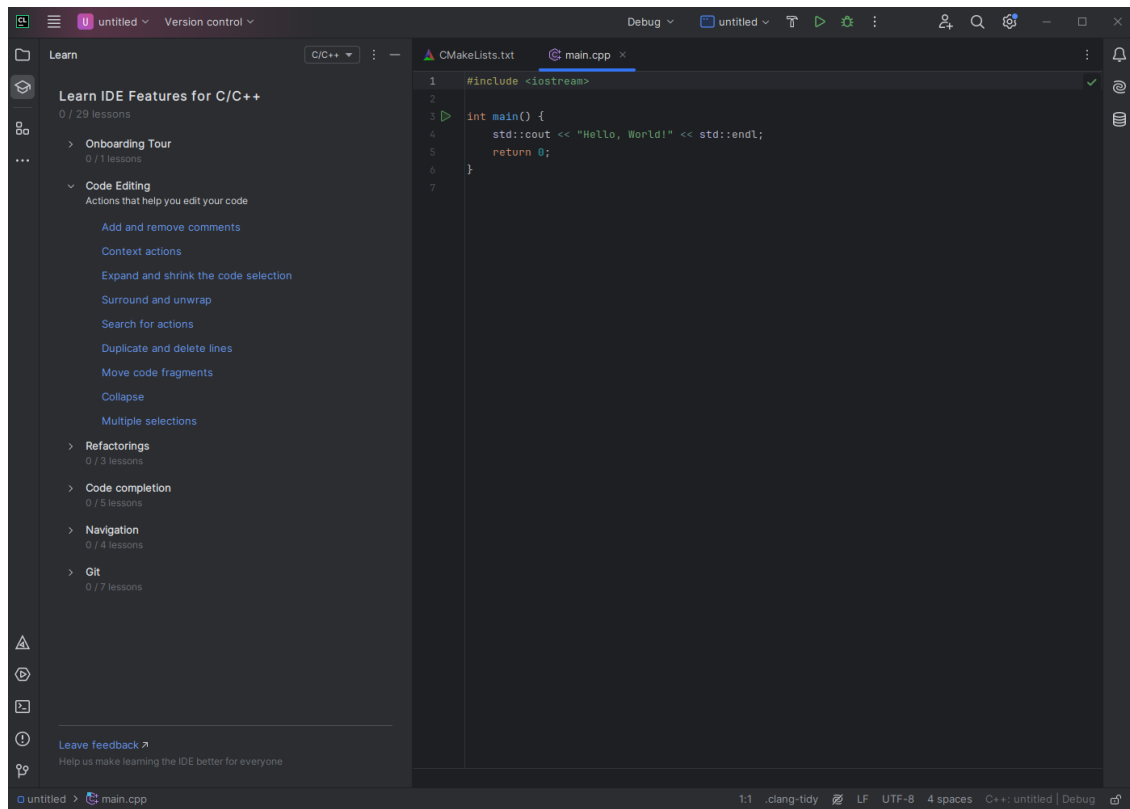 CL U untitled Version control Debug untitled
Learn C/C++
CMakeLists.txt main.cpp
Learn IDE Features for C/C++
0 / 29 lessons
Onboarding Tour
0 / 1 lessons
Code Editing
Actions that help you edit your code
Add and remove comments
Context actions
Expand and shrink the code selection
Surround and unwrap
Search for actions
Duplicate and delete lines
Move code fragments
Collapse
Multiple selections
Refactorings
0 / 3 lessons
Code completion
0 / 5 lessons
Navigation
0 / 4 lessons
Git
0 / 7 lessons
Leave feedback ↗
Help us make learning the IDE better for everyone
1 #include <iostream>
2
3 int main() {
4     std::cout << "Hello, World!" << std::endl;
5     return 0;
6 }
7
untitled > main.cpp 1:1 .clang-tidy LF UTF-8 4 spaces C++: untitled | Debug